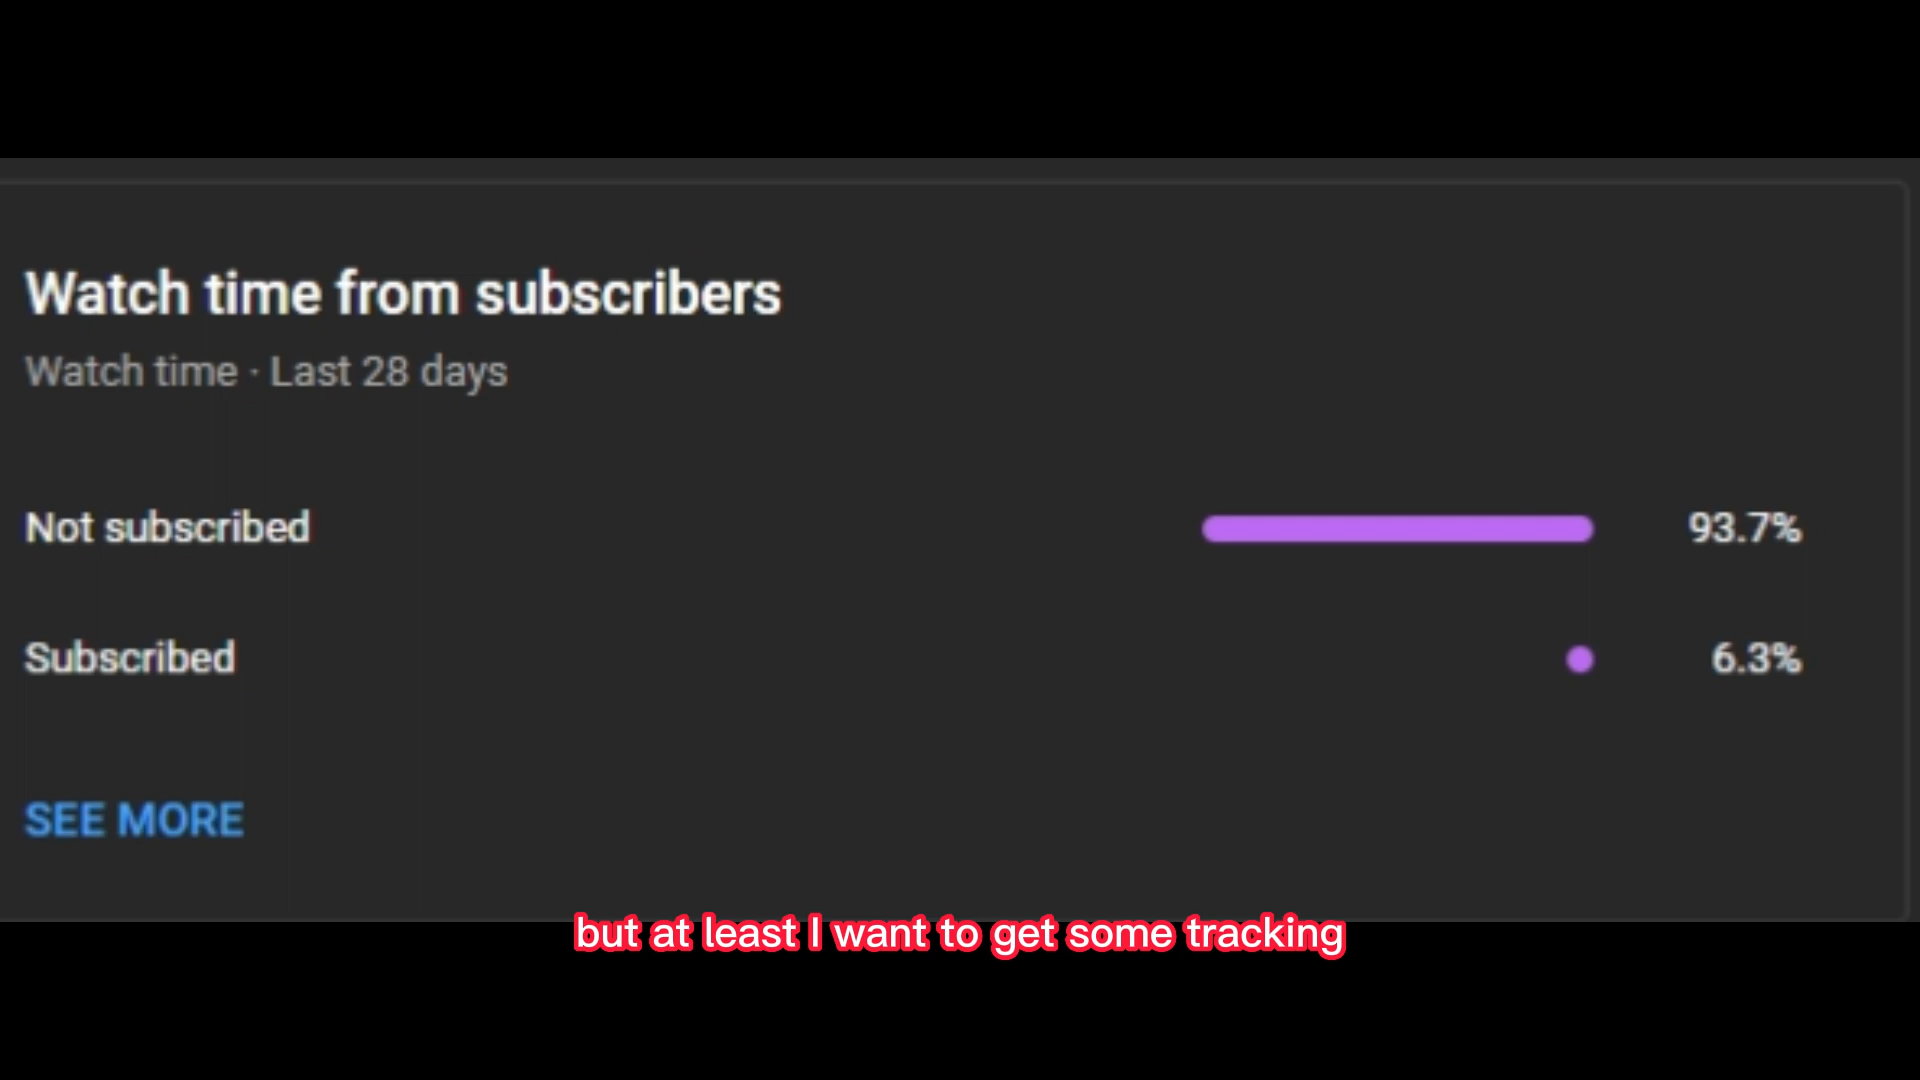 Watch time from subscribers
Watch time · Last 28 days
Not subscribed 93.7%
Subscribed 6.3%
SEE MORE
but at least I want to get some tracking